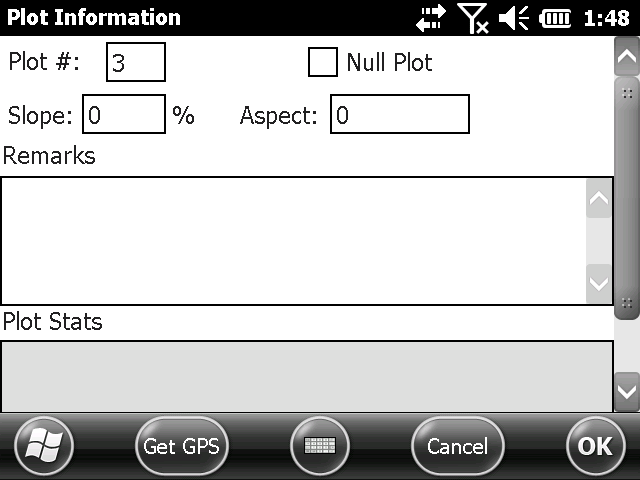 Plot Information 1:48
Plot #: 3 Null Plot
Slope: 0 % Aspect: 0
Remarks
Plot Stats
Get GPS Cancel OK